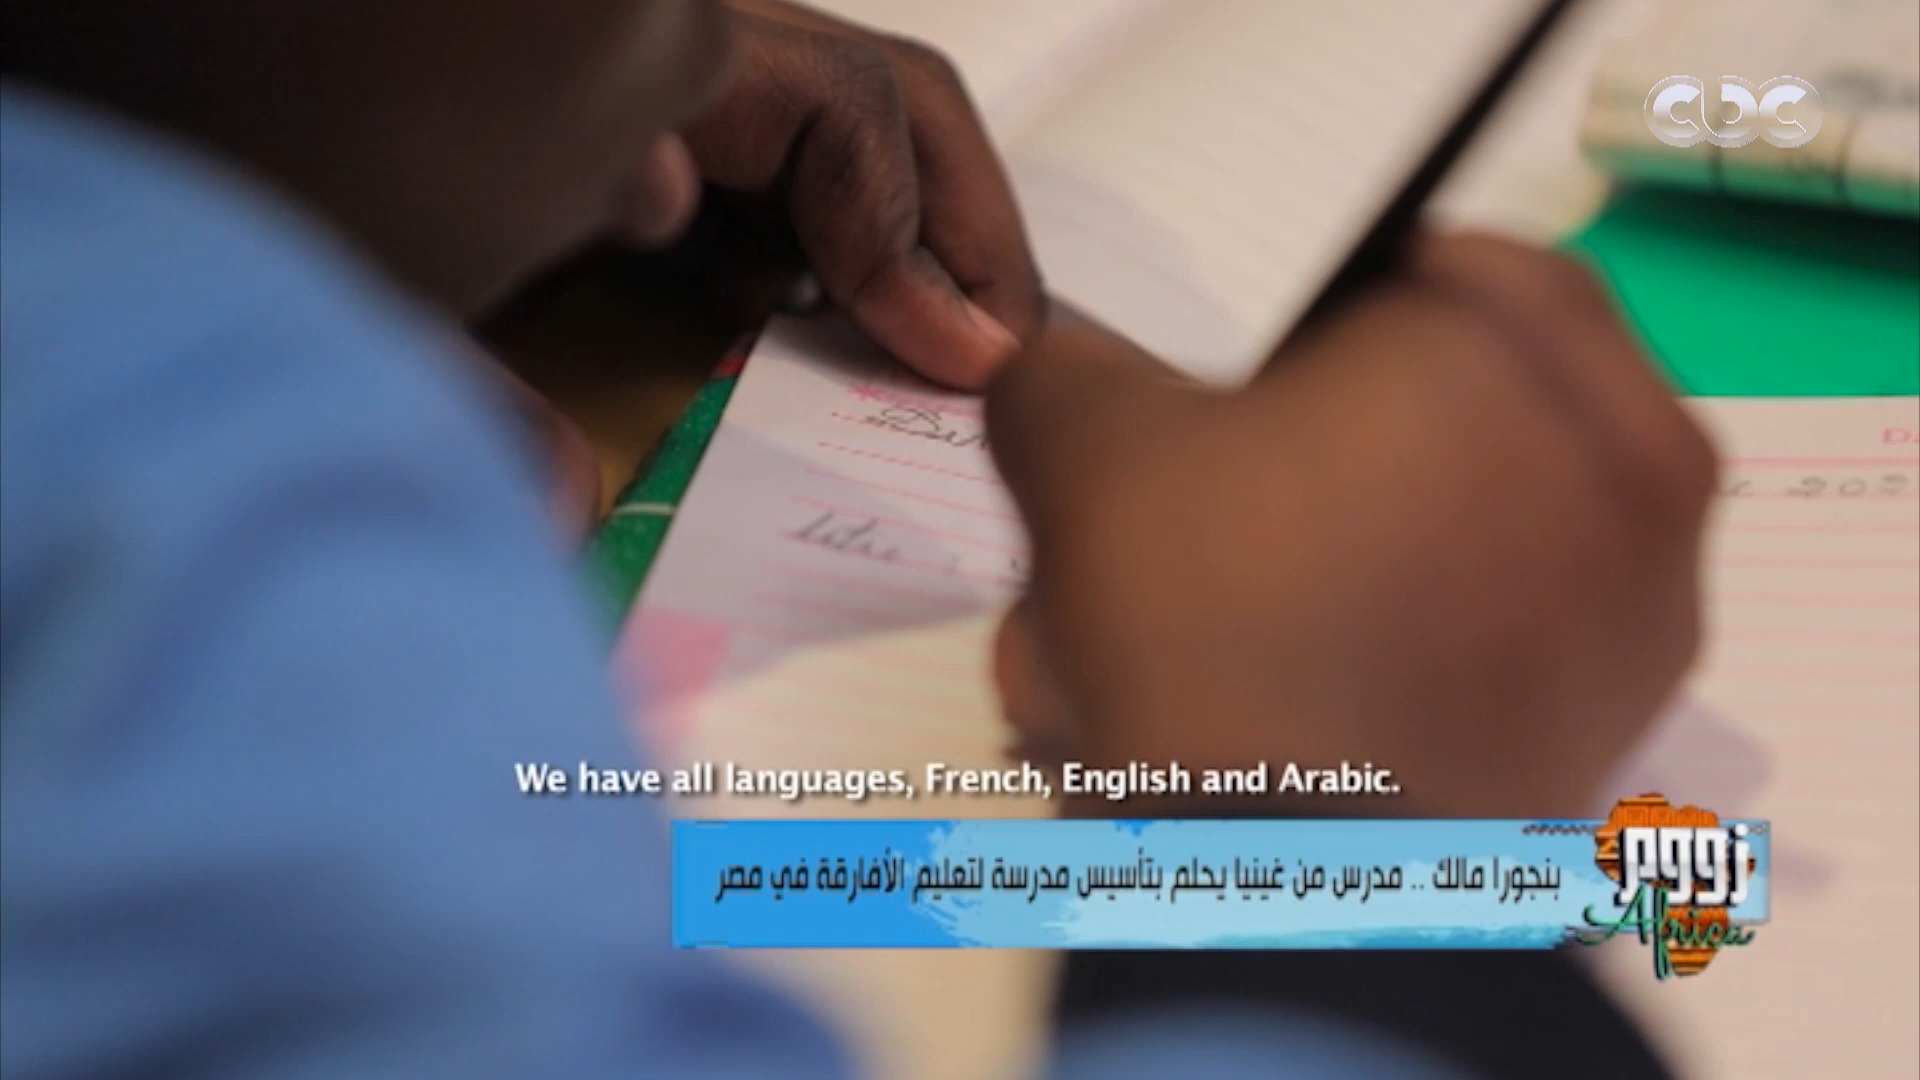 cbc
We have all languages, French, English and Arabic.
بنجورا مالك .. مدرس من غينيا يحلم بتأسيس مدرسة لتعليم الأفارقة في مصر
زووم
Africa